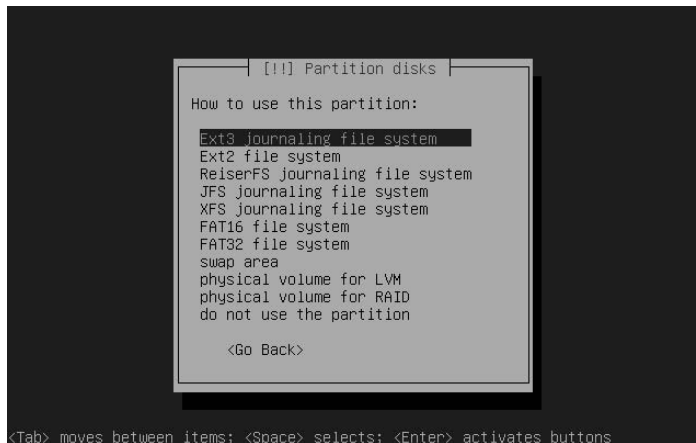 [!!] Partition disks
How to use this partition:
Ext3 journaling file system
Ext2 file system
ReiserFS journaling file system
JFS journaling file system
XFS journaling file system
FAT16 file system
FAT32 file system
swap area
physical volume for LVM
physical volume for RAID
do not use the partition
<Go Back>
<Tab> moves between items; <Space> selects; <Enter> activates buttons